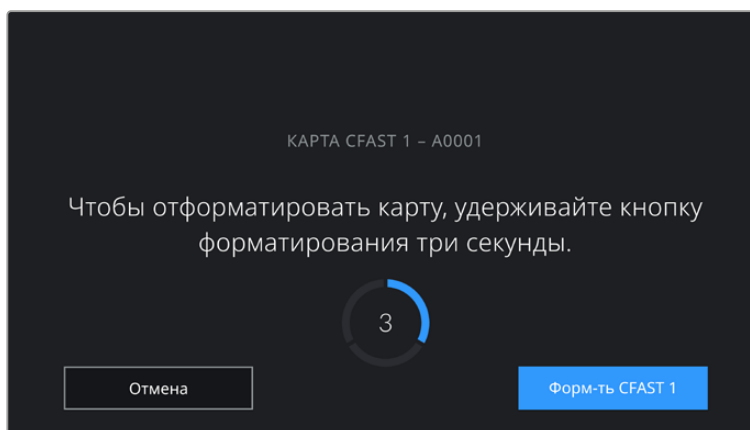 КАРТА CFAST 1 – A0001
Чтобы отформатировать карту, удерживайте кнопку
форматирования три секунды.
3
Отмена
Форм-ть CFAST 1